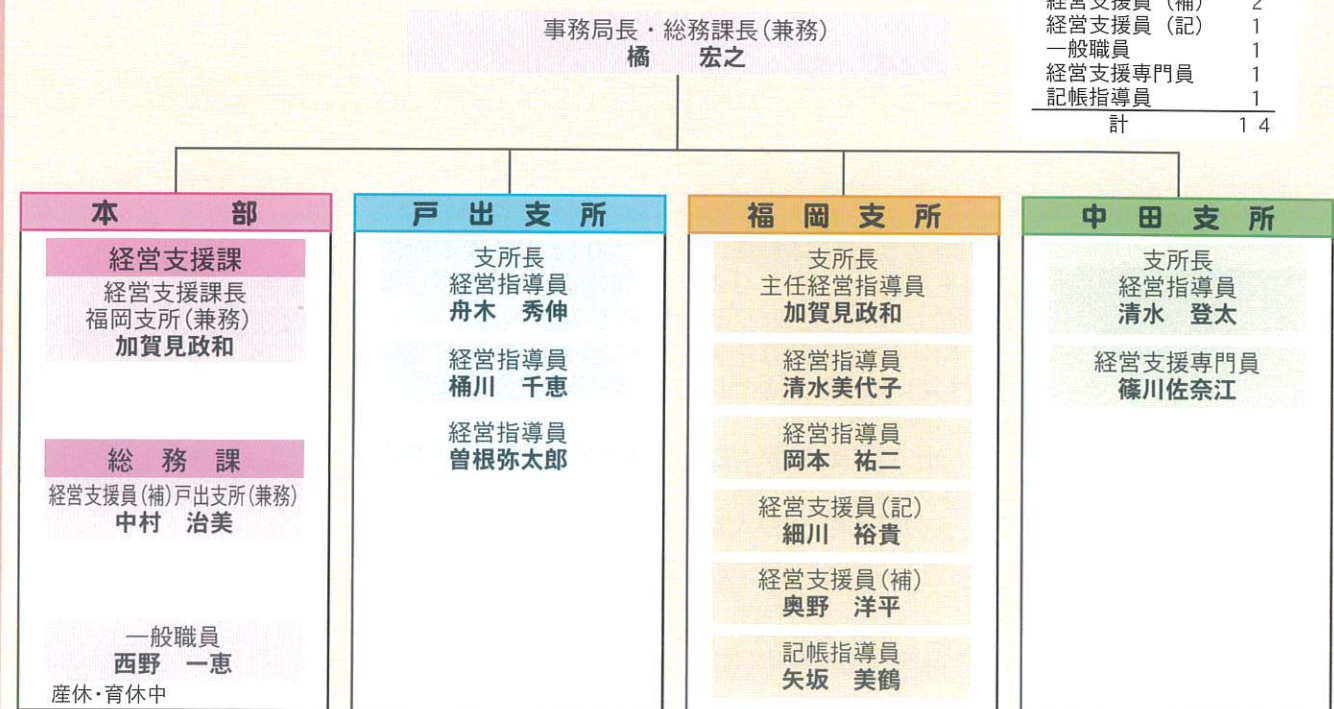 経営支援員(補) 2
経営支援員(記) 1
一般職員 1
経営支援専門員 1
記帳指導員 1
計 14
事務局長・総務課長(兼務)
橘 宏之
本部
経営支援課
経営支援課長
福岡支所(兼務)
加賀見政和
総務課
経営支援員(補)戸出支所(兼務)
中村 治美
一般職員
西野 一恵
産休・育休中
戸出支所
支所長
経営指導員
舟木 秀伸
経営指導員
桶川 千恵
経営指導員
曽根弥太郎
福岡支所
支所長
主任経営指導員
加賀見政和
経営指導員
清水美代子
経営指導員
岡本 祐二
経営支援員(記)
細川 裕貴
経営支援員(補)
奥野 洋平
記帳指導員
矢坂 美鶴
中田支所
支所長
経営指導員
清水 登太
経営支援専門員
篠川佐奈江